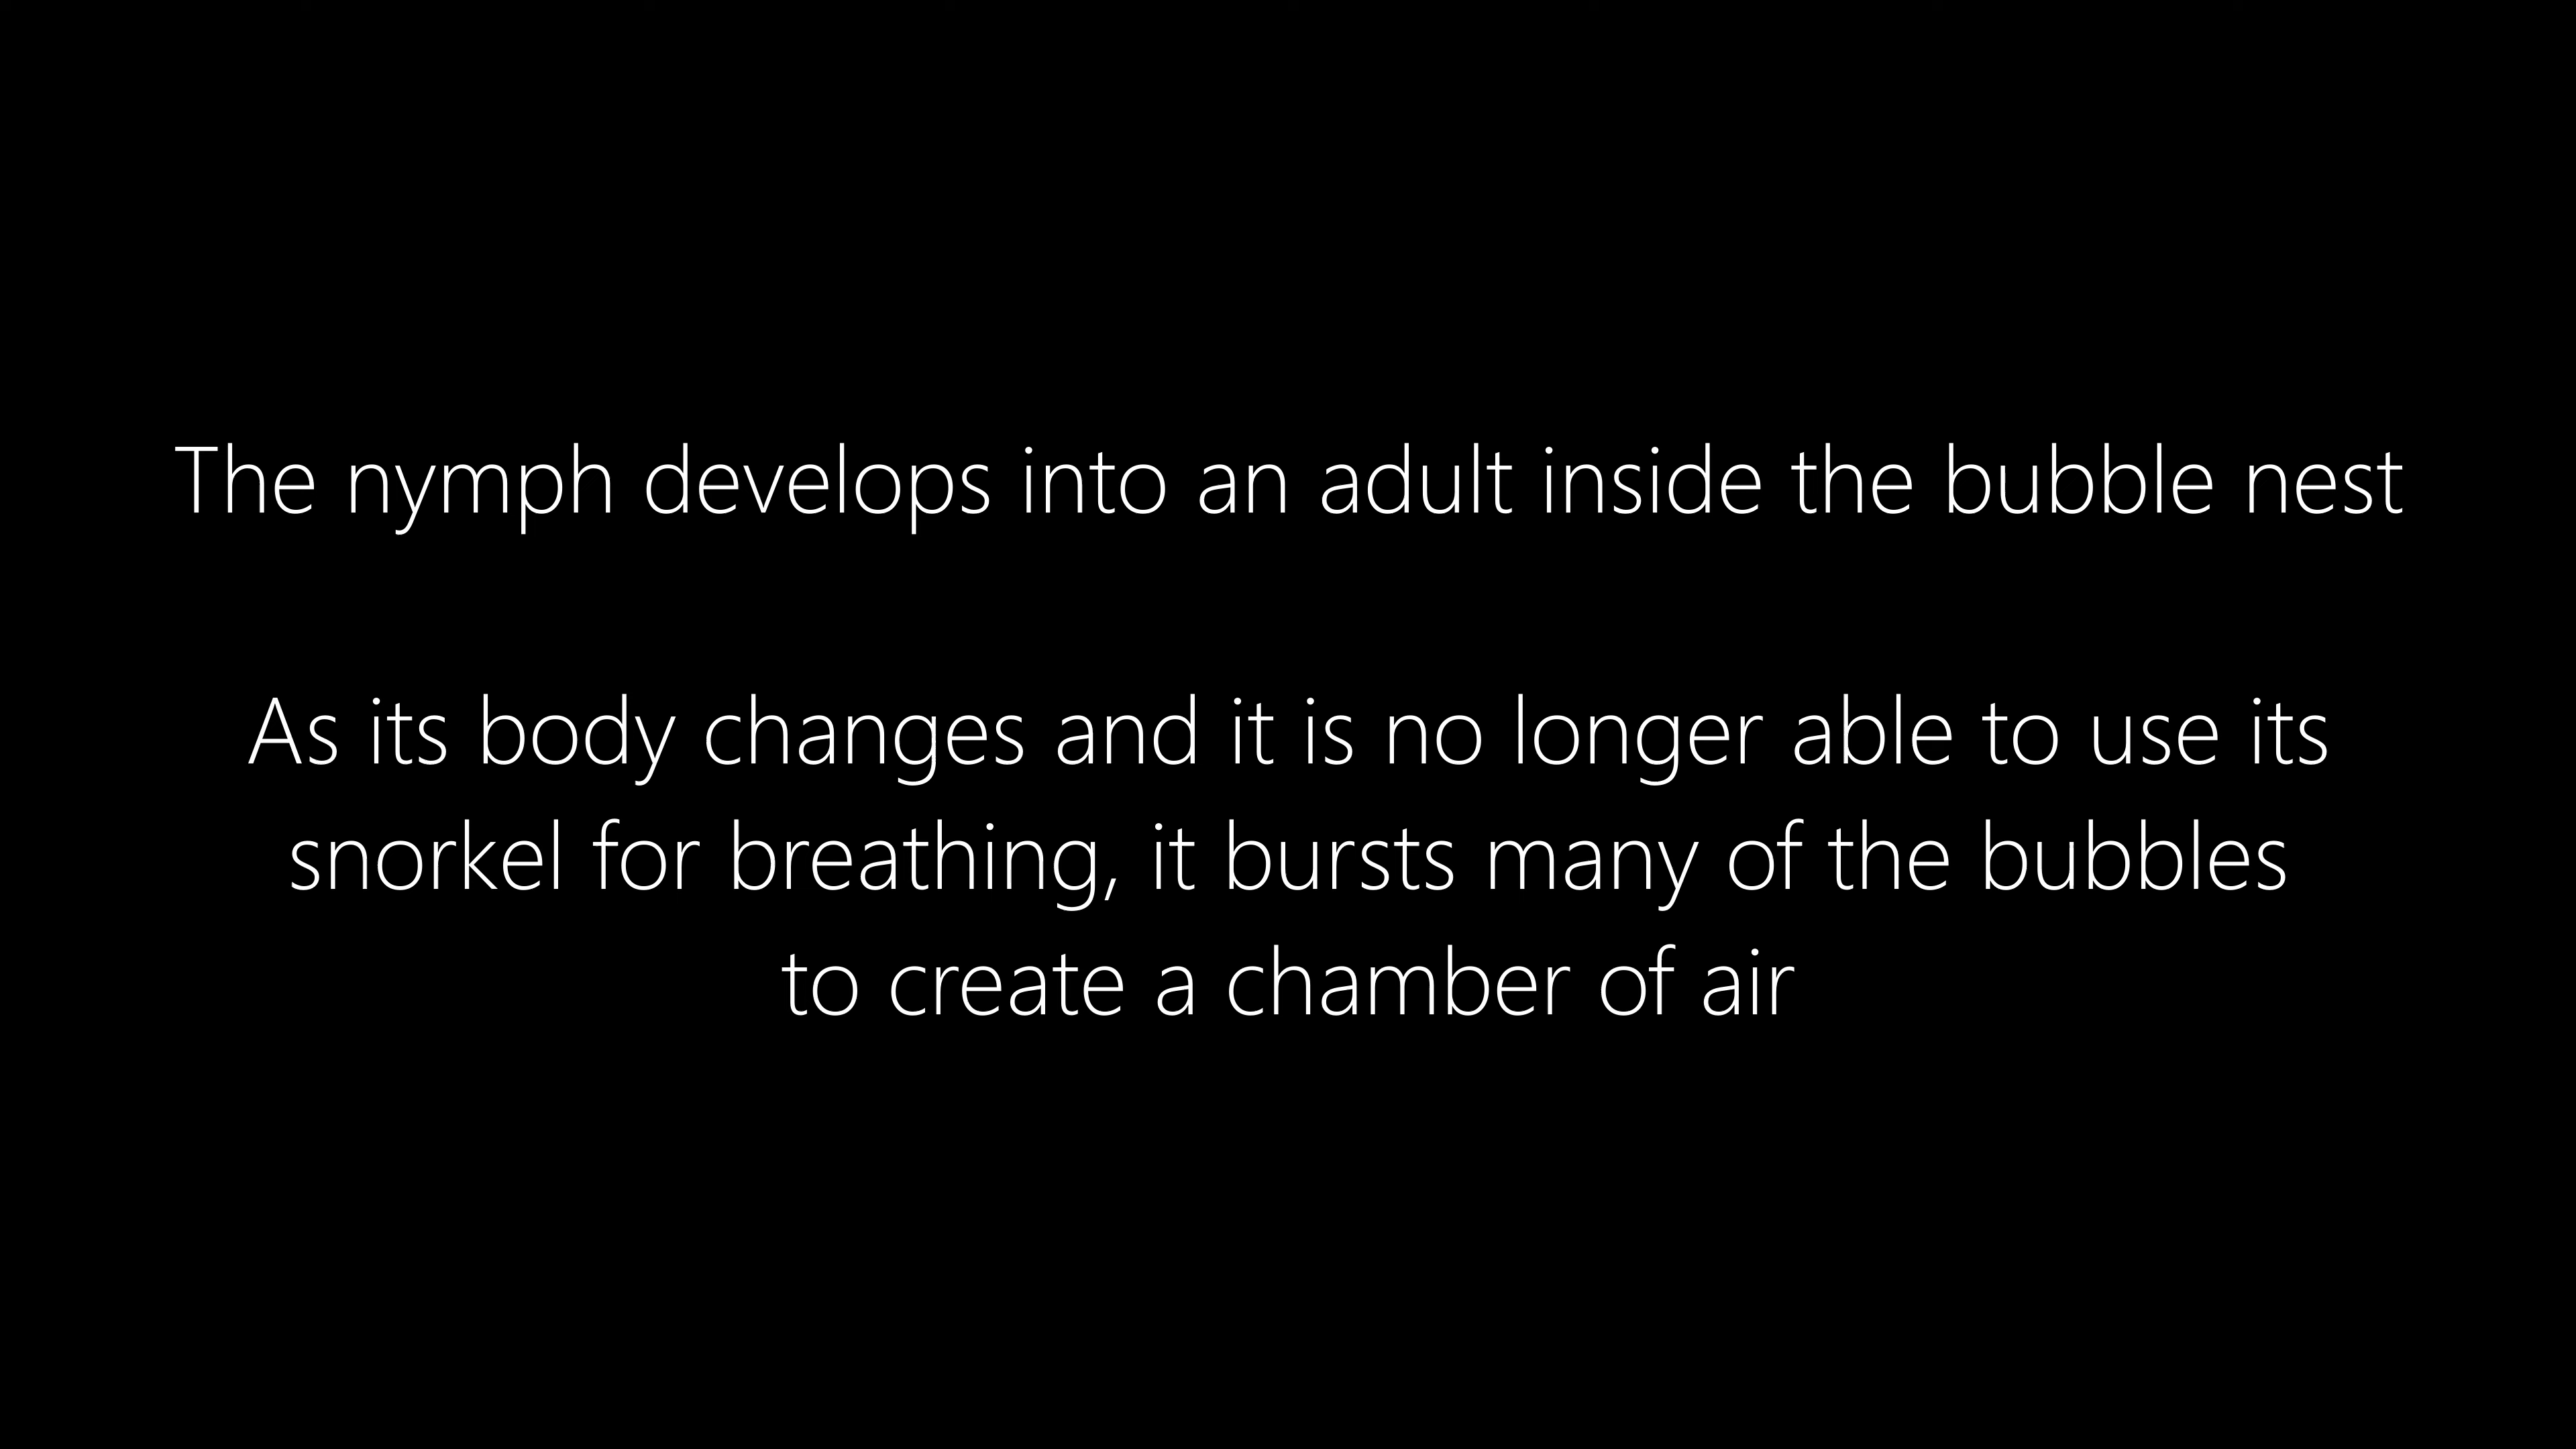 The nymph develops into an adult inside the bubble nest
As its body changes and it is no longer able to use its
snorkel for breathing, it bursts many of the bubbles
to create a chamber of air